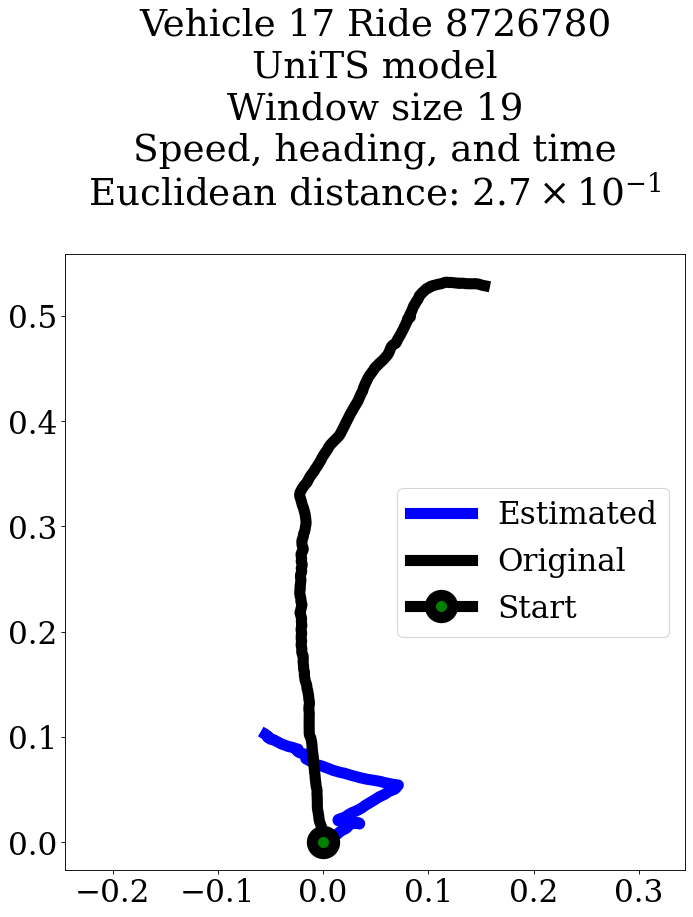 Vehicle 17 Ride 8726780
UniTS model
Window size 19
Speed, heading, and time
Euclidean distance: 2.7 × 10⁻¹
0.5
0.4
0.3
0.2
0.1
0.0
Estimated
Original
Start
−0.2 −0.1 0.0 0.1 0.2 0.3